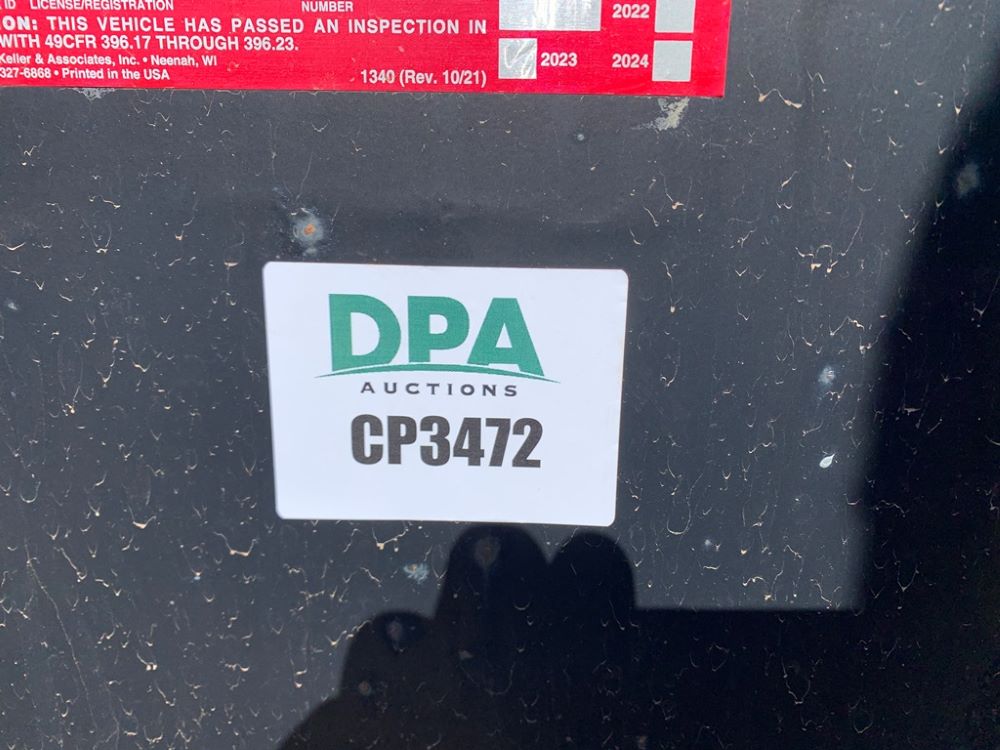 ID LICENSE/REGISTRATION NUMBER
ON: THIS VEHICLE HAS PASSED AN INSPECTION IN
WITH 49CFR 396.17 THROUGH 396.23.
Keller & Associates, Inc. • Neenah, WI
327-6868 • Printed in the USA
1340 (Rev. 10/21)
2022
2023 2024
DPA
AUCTIONS
CP3472